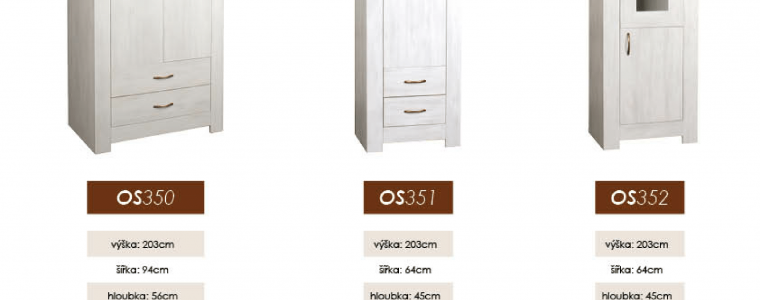 OS350
OS351
OS352
výška: 203cm
výška: 203cm
výška: 203cm
šířka: 94cm
šířka: 64cm
šířka: 64cm
hloubka: 56cm
hloubka: 45cm
hloubka: 45cm